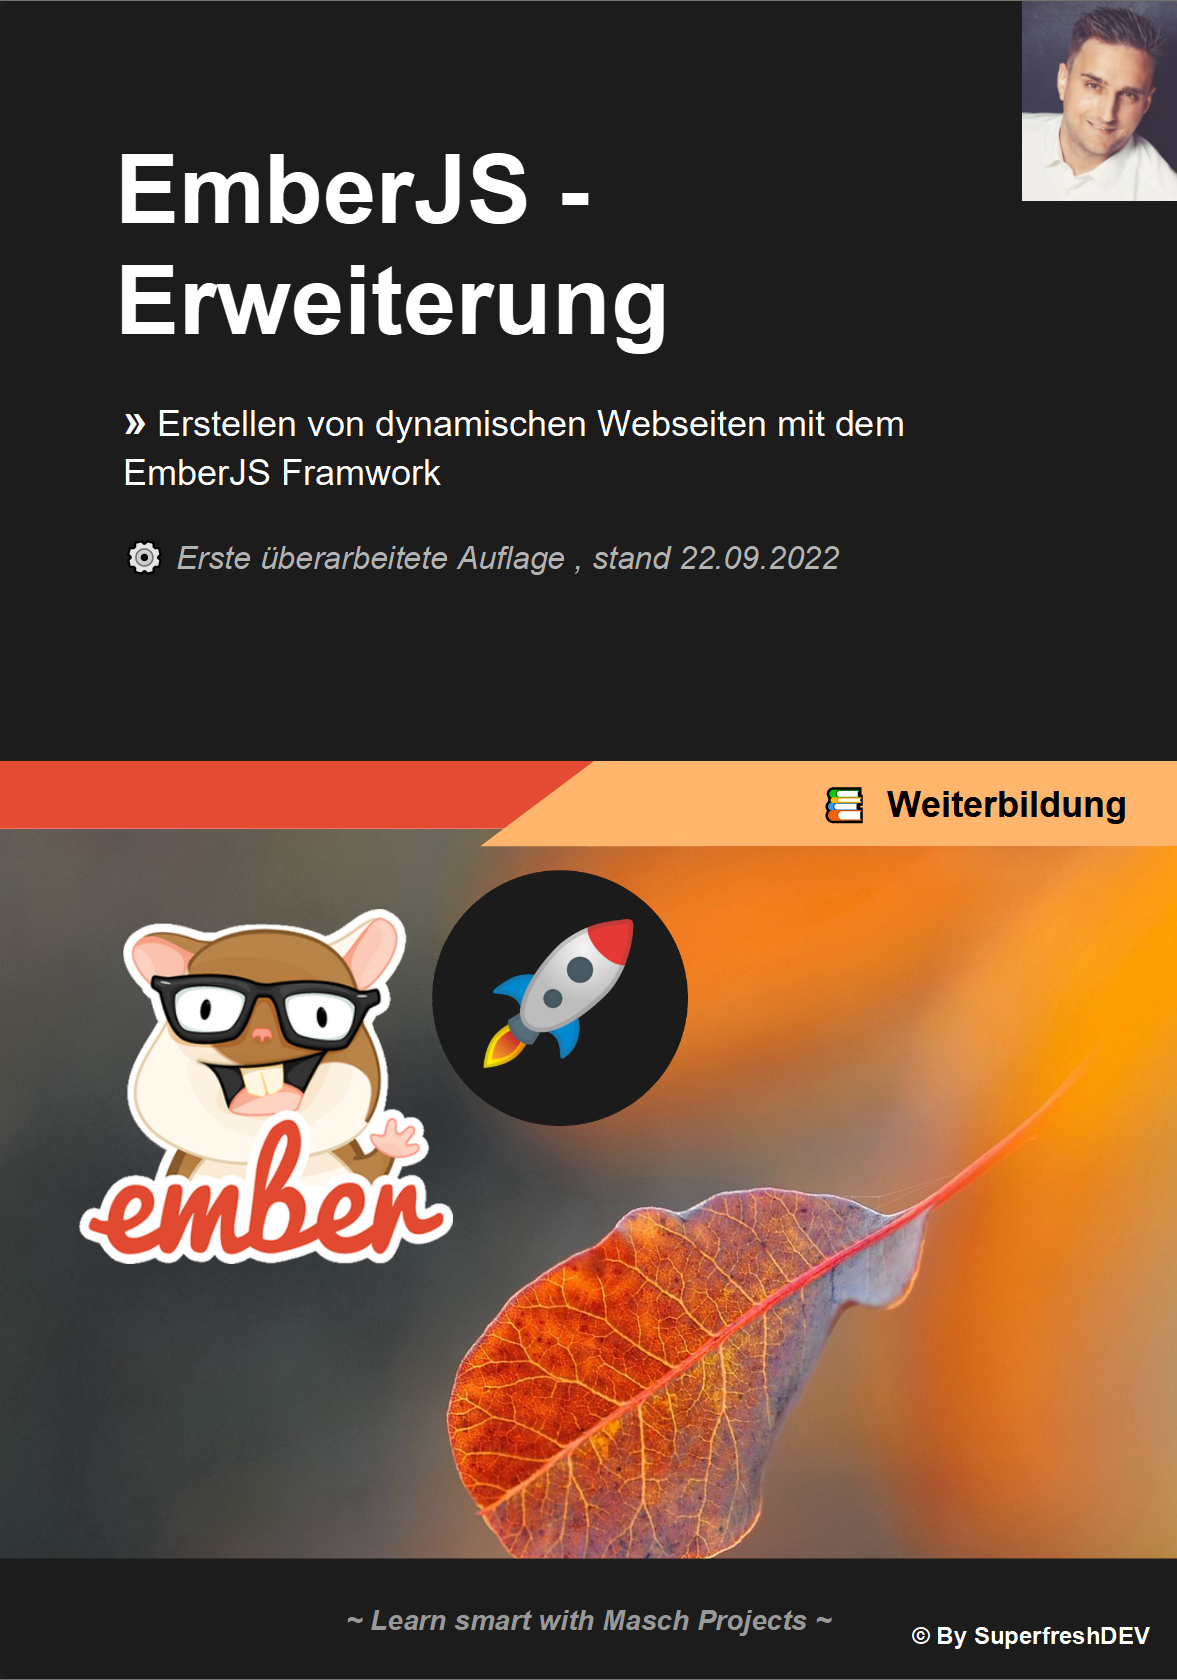 EmberJS -
Erweiterung
» Erstellen von dynamischen Webseiten mit dem
EmberJS Framwork
Erste überarbeitete Auflage , stand 22.09.2022
Weiterbildung
ember
~ Learn smart with Masch Projects ~
© By SuperfreshDEV